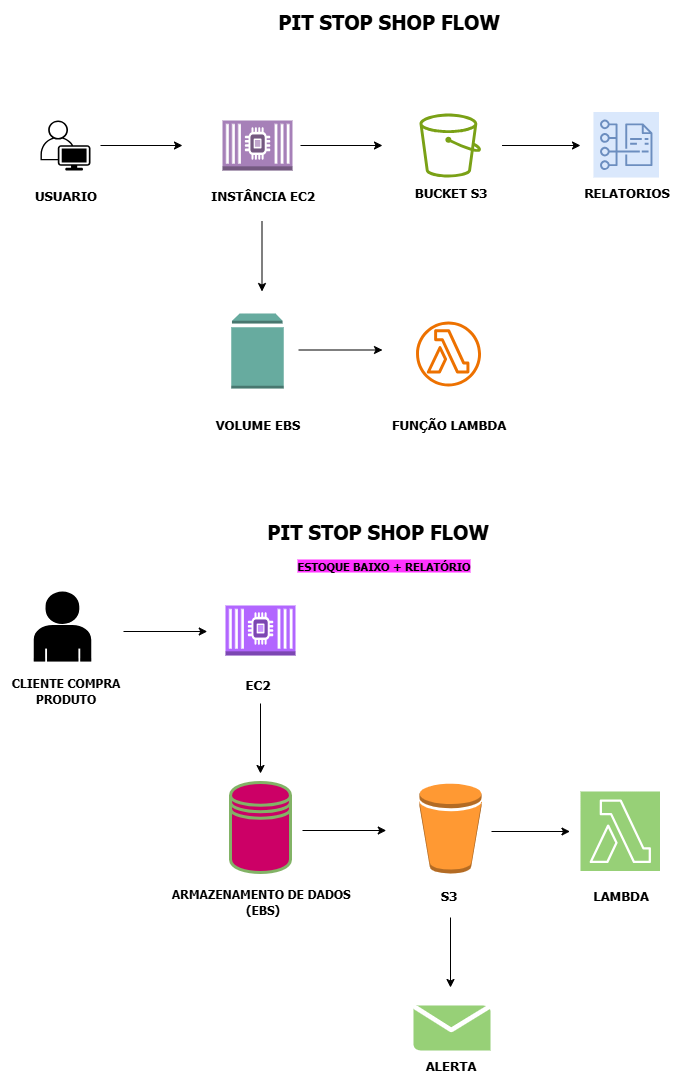 PIT STOP SHOP FLOW
USUARIO
INSTÂNCIA EC2
BUCKET S3
RELATORIOS
VOLUME EBS
FUNÇÃO LAMBDA
PIT STOP SHOP FLOW
ESTOQUE BAIXO + RELATÓRIO
CLIENTE COMPRA
PRODUTO
EC2
ARMAZENAMENTO DE DADOS
(EBS)
S3
LAMBDA
ALERTA